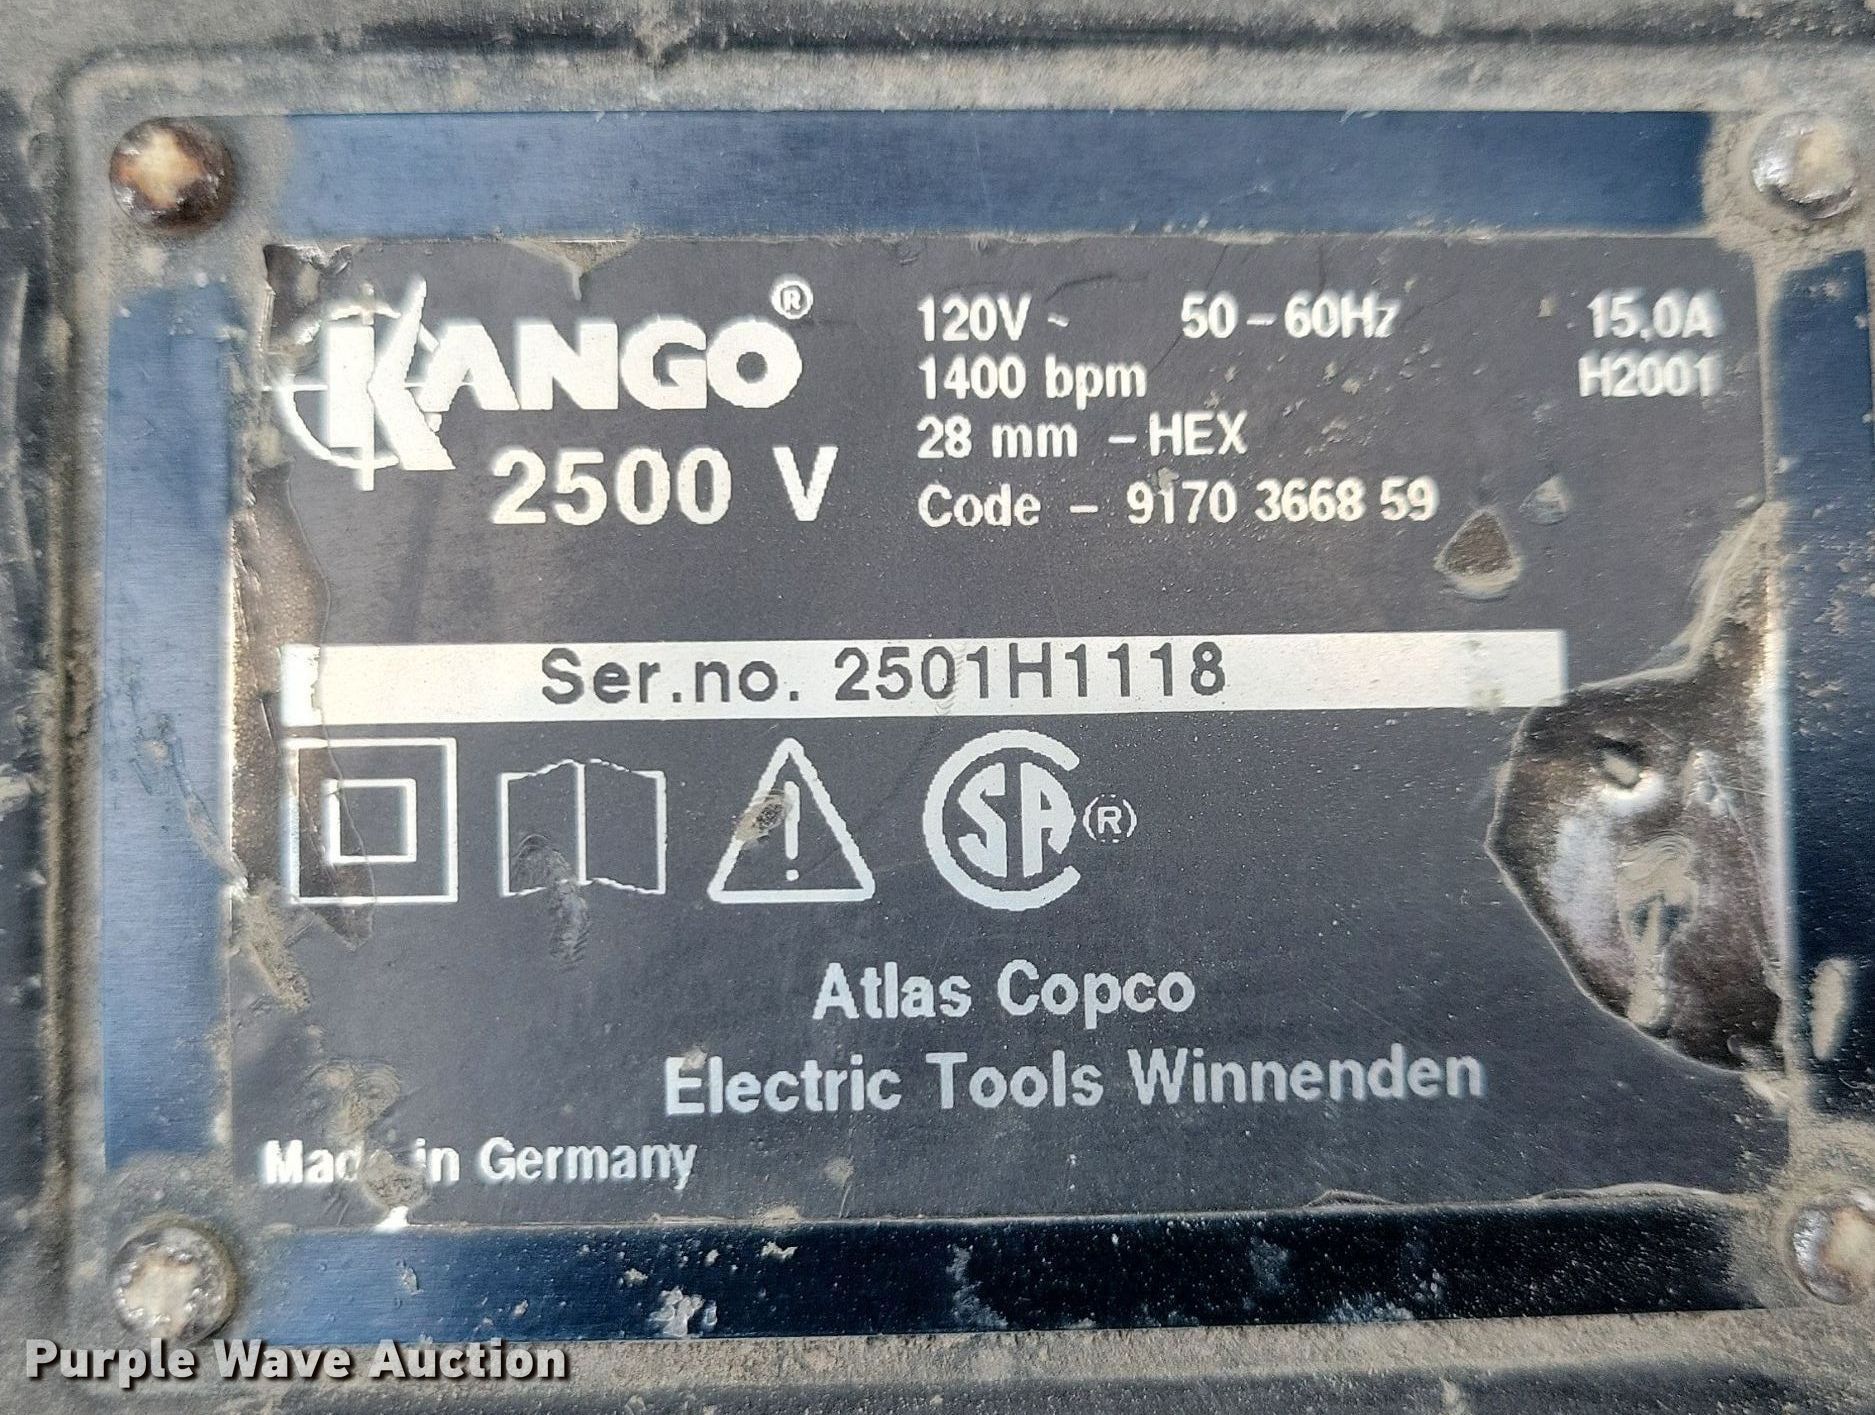 KANGO®
2500 V
120V ~ 50-60Hz 15,0A
1400 bpm H2001
28 mm - HEX
Code - 9170 3668 59
Ser.no. 2501H1118
CSA ®
Atlas Copco
Electric Tools Winnenden
Made in Germany
Purple Wave Auction